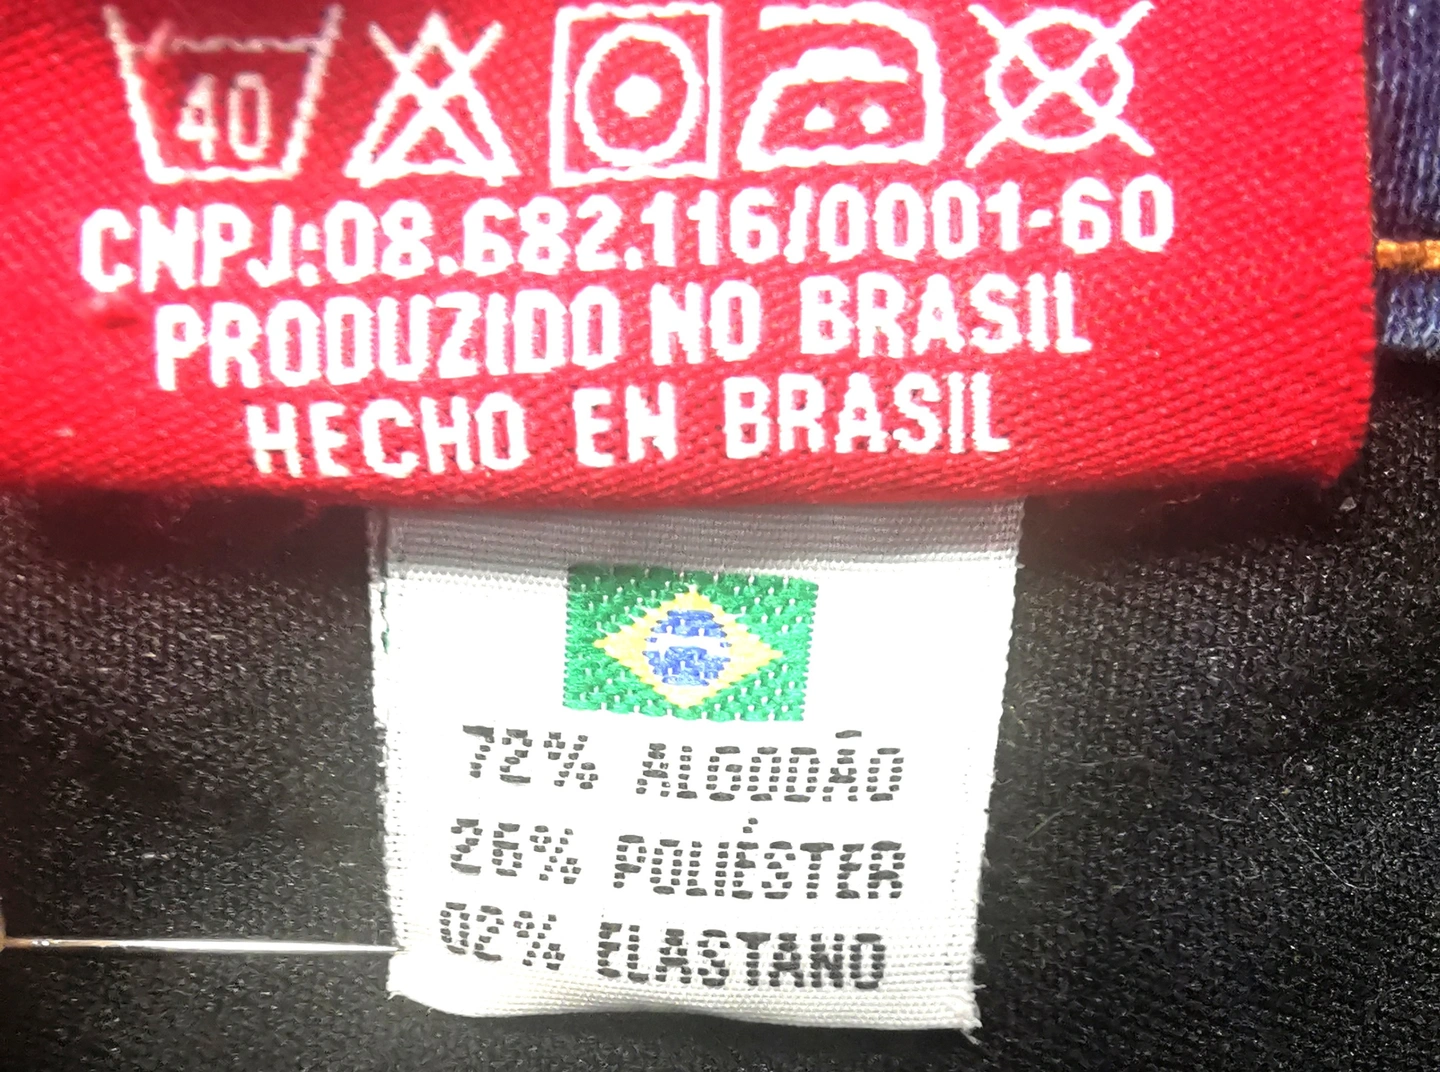 40
CNPJ:08.682.116/0001-60
PRODUZIDO NO BRASIL
HECHO EN BRASIL
72% ALGODÃO
26% POLIÉSTER
02% ELASTANO